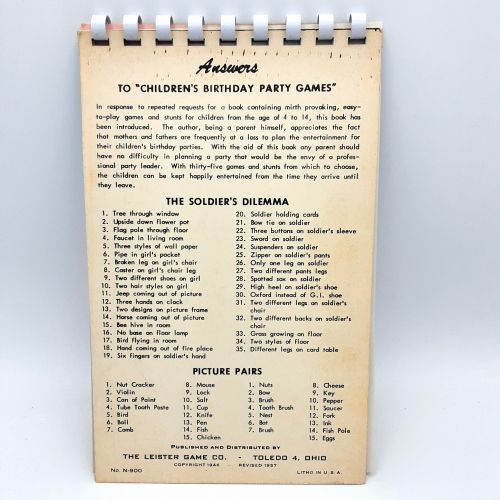 Answers
TO "CHILDREN'S BIRTHDAY PARTY GAMES"
In response to repeated requests for a book containing mirth provoking, easy-
to-play games and stunts for children from the age of 4 to 14, this book has
been introduced. The author, being a parent himself, appreciates the fact
that mothers and fathers are frequently at a loss to plan the entertainment for
their children's birthday parties. With the aid of this book any parent should
have no difficulty in planning a party that would be the envy of a profes-
sional party leader. With thirty-five games and stunts from which to choose,
the children can be kept happily entertained from the time they arrive until
they leave.
THE SOLDIER'S DILEMMA
1. Tree through window
2. Upside down flower pot
3. Flag pole through floor
4. Faucet in living room
5. Three styles of wall paper
6. Pipe in girl's pocket
7. Broken leg on girl's chair
8. Caster on girl's chair leg
9. Two different shoes on girl
10. Two hair styles on girl
11. Jeep coming out of picture
12. Three hands on clock
13. Two designs on picture frame
14. Horse coming out of picture
15. Bee hive in room
16. No base on floor lamp
17. Bird flying in room
18. Hand coming out of fire place
19. Six Fingers on soldier's hand
20. Soldier holding cards
21. Bow tie on soldier
22. Three buttons on soldier's sleeve
23. Sword on soldier
24. Suspenders on soldier
25. Zipper on soldier's pants
26. Only one leg on soldier
27. Two different pants legs
28. Spotted sox on soldier
29. High heel on soldier's shoe
30. Oxford instead of G.I. shoe
31. Two different legs on soldier's
chair
32. Two different backs on soldier's
chair
33. Grass growing on floor
34. Two styles of floor
35. Different legs on card table
PICTURE PAIRS
1. Nut Cracker
2. Violin
3. Can of Paint
4. Tube Tooth Paste
5. Bird
6. Ball
7. Comb
8. Mouse
9. Lock
10. Salt
11. Cup
12. Knife
13. Pen
14. Fish
15. Chicken
1. Nuts
2. Bow
3. Brush
4. Tooth Brush
5. Nest
6. Bat
7. Brush
8. Cheese
9. Key
10. Pepper
11. Saucer
12. Fork
13. Ink
14. Fish Pole
15. Eggs
PUBLISHED AND DISTRIBUTED BY
THE LEISTER GAME CO. - TOLEDO 4, OHIO
COPYRIGHT 1946 - REVISED 1957
No. N-900
LITHO IN U.S.A.